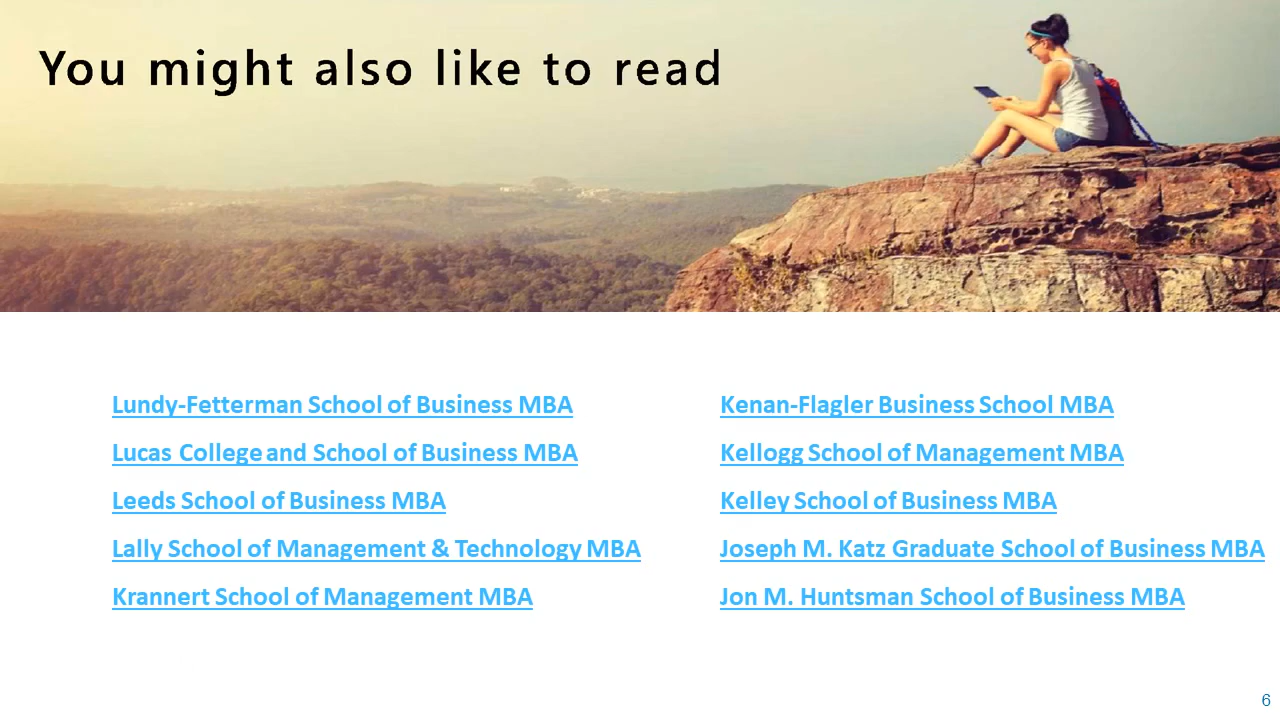 You might also like to read
Lundy-Fetterman School of Business MBA
Lucas College and School of Business MBA
Leeds School of Business MBA
Lally School of Management & Technology MBA
Krannert School of Management MBA
Kenan-Flagler Business School MBA
Kellogg School of Management MBA
Kelley School of Business MBA
Joseph M. Katz Graduate School of Business MBA
Jon M. Huntsman School of Business MBA
6